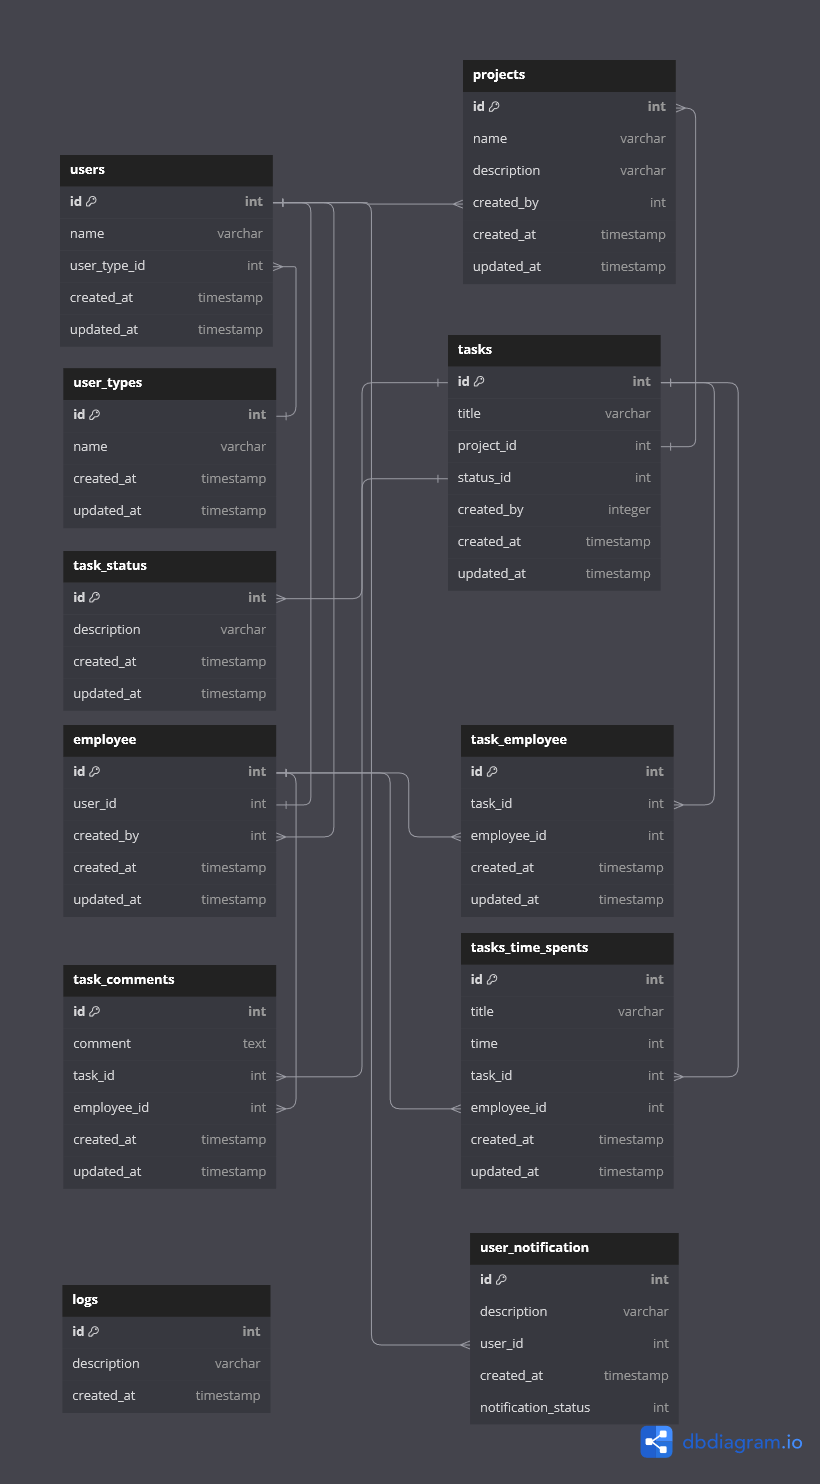 projects
id int
name varchar
description varchar
created_by int
created_at timestamp
updated_at timestamp
users
id int
name varchar
user_type_id int
created_at timestamp
updated_at timestamp
tasks
id int
title varchar
project_id int
status_id int
created_by integer
created_at timestamp
updated_at timestamp
user_types
id int
name varchar
created_at timestamp
updated_at timestamp
task_status
id int
description varchar
created_at timestamp
updated_at timestamp
employee
id int
user_id int
created_by int
created_at timestamp
updated_at timestamp
task_employee
id int
task_id int
employee_id int
created_at timestamp
updated_at timestamp
tasks_time_spents
id int
title varchar
time int
task_id int
employee_id int
created_at timestamp
updated_at timestamp
task_comments
id int
comment text
task_id int
employee_id int
created_at timestamp
updated_at timestamp
user_notification
id int
description varchar
user_id int
created_at timestamp
notification_status int
logs
id int
description varchar
created_at timestamp
dbdiagram.io